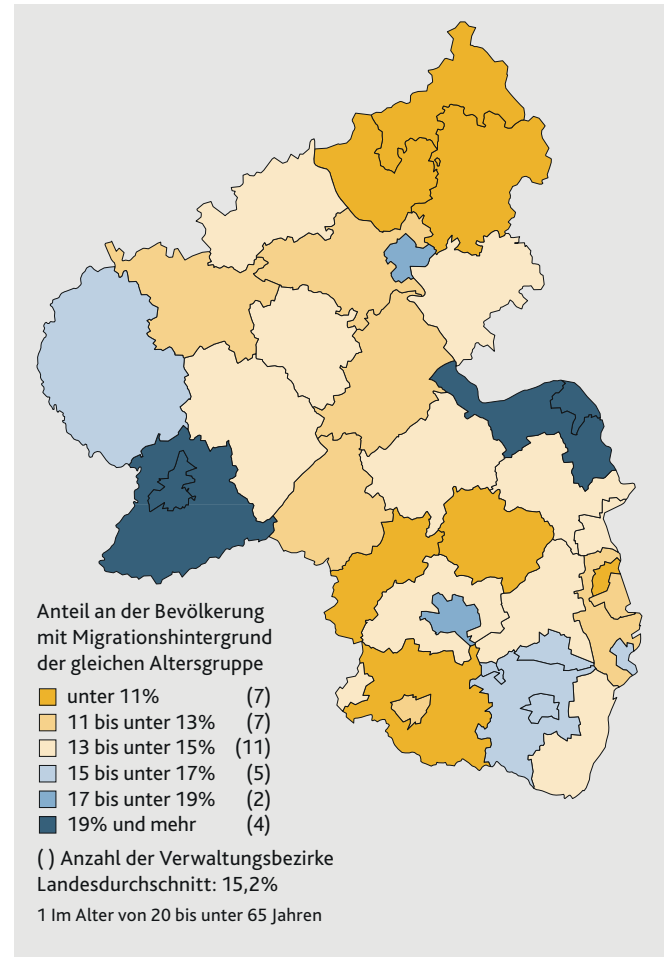 Anteil an der Bevölkerung
mit Migrationshintergrund
der gleichen Altersgruppe
unter 11% (7)
11 bis unter 13% (7)
13 bis unter 15% (11)
15 bis unter 17% (5)
17 bis unter 19% (2)
19% und mehr (4)
( ) Anzahl der Verwaltungsbezirke
Landesdurchschnitt: 15,2%
1 Im Alter von 20 bis unter 65 Jahren